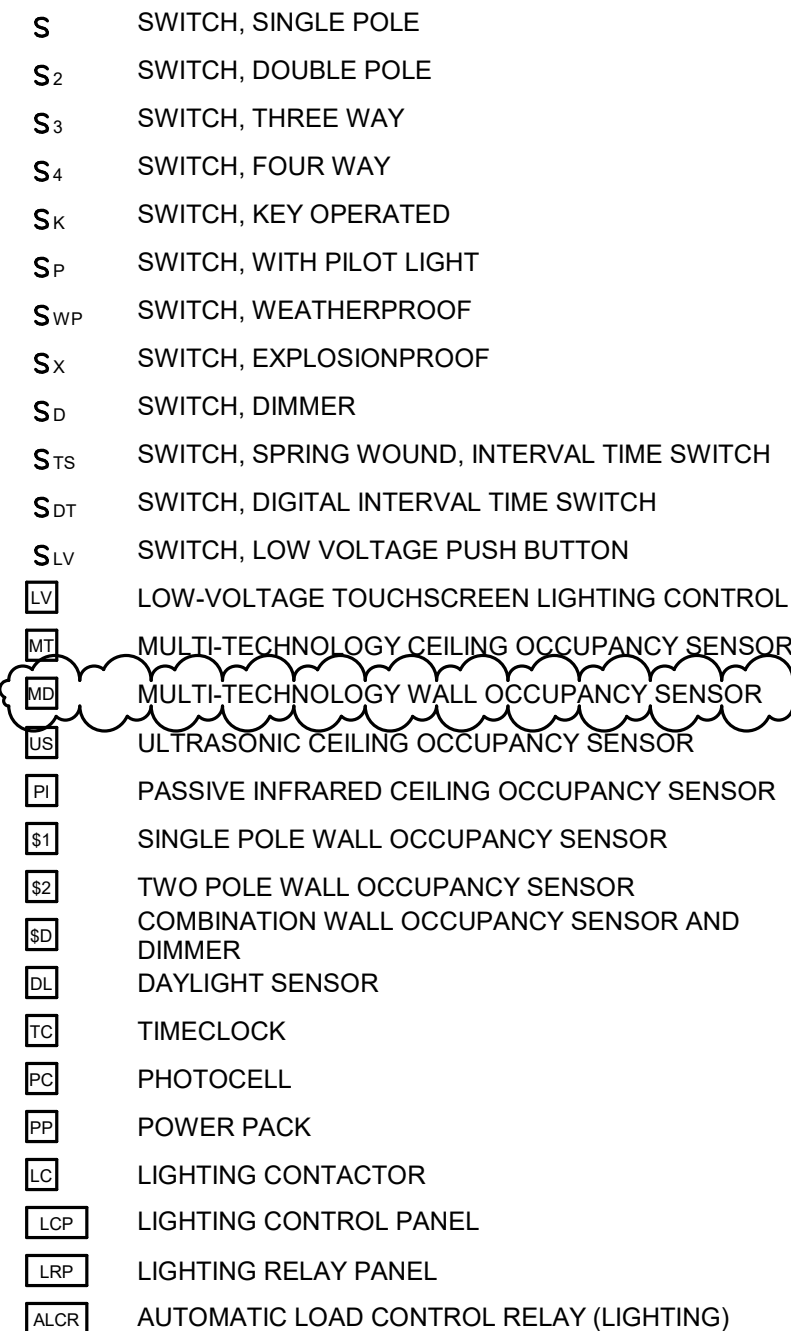 S SWITCH, SINGLE POLE
S2 SWITCH, DOUBLE POLE
S3 SWITCH, THREE WAY
S4 SWITCH, FOUR WAY
SK SWITCH, KEY OPERATED
SP SWITCH, WITH PILOT LIGHT
SWP SWITCH, WEATHERPROOF
SX SWITCH, EXPLOSIONPROOF
SD SWITCH, DIMMER
STS SWITCH, SPRING WOUND, INTERVAL TIME SWITCH
SDT SWITCH, DIGITAL INTERVAL TIME SWITCH
SLV SWITCH, LOW VOLTAGE PUSH BUTTON
LV LOW-VOLTAGE TOUCHSCREEN LIGHTING CONTROL
MT MULTI-TECHNOLOGY CEILING OCCUPANCY SENSOR
MD MULTI-TECHNOLOGY WALL OCCUPANCY SENSOR
US ULTRASONIC CEILING OCCUPANCY SENSOR
PI PASSIVE INFRARED CEILING OCCUPANCY SENSOR
$1 SINGLE POLE WALL OCCUPANCY SENSOR
$2 TWO POLE WALL OCCUPANCY SENSOR
$D COMBINATION WALL OCCUPANCY SENSOR AND
DIMMER
DL DAYLIGHT SENSOR
TC TIMECLOCK
PC PHOTOCELL
PP POWER PACK
LC LIGHTING CONTACTOR
LCP LIGHTING CONTROL PANEL
LRP LIGHTING RELAY PANEL
ALCR AUTOMATIC LOAD CONTROL RELAY (LIGHTING)